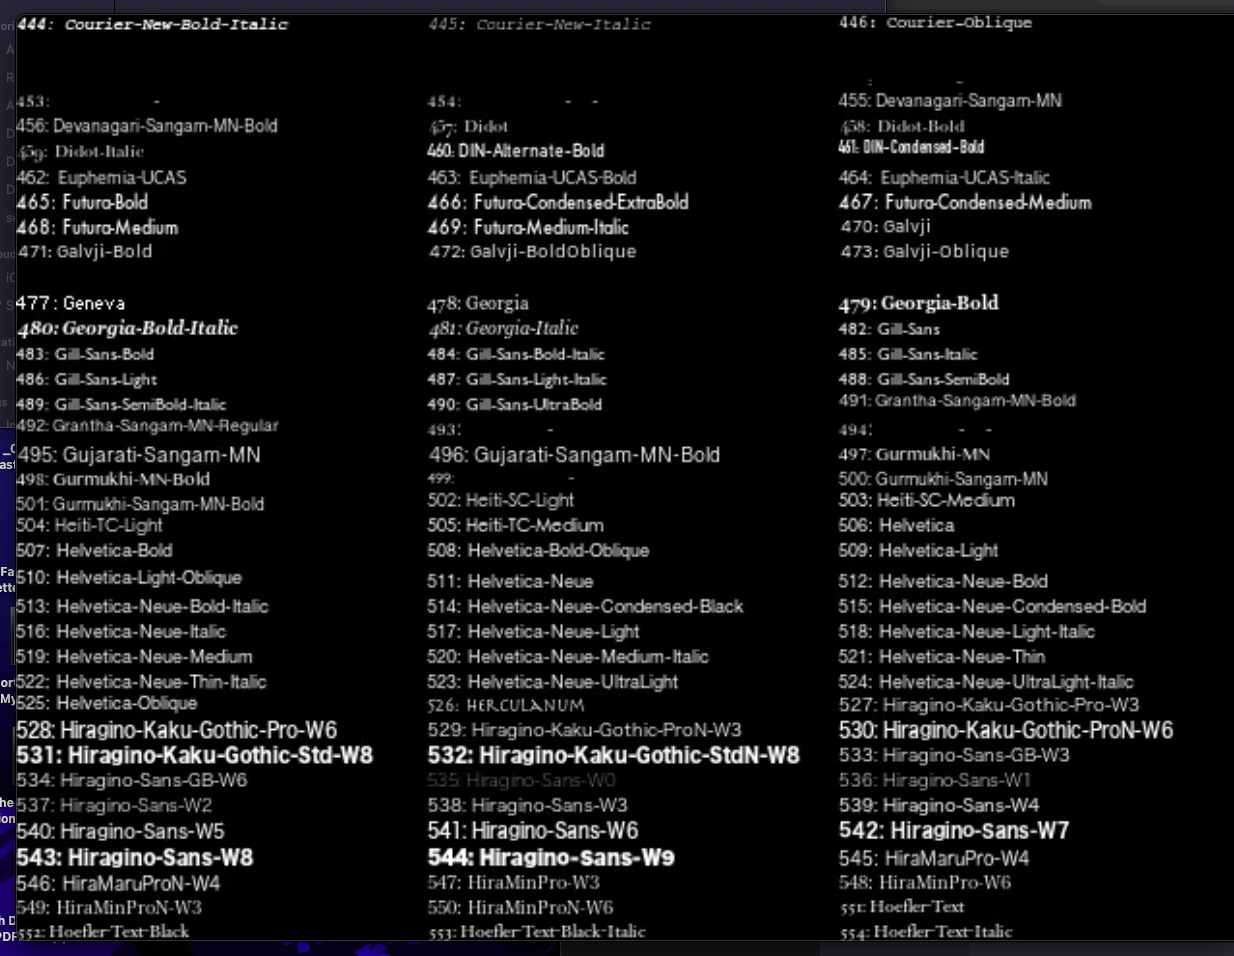 444: Courier-New-Bold-Italic 445: Courier-New-Italic 446: Courier-Oblique
453: - 454: - - 455: Devanagari-Sangam-MN
456: Devanagari-Sangam-MN-Bold 457: Didot 458: Didot-Bold
459: Didot-Italic 460: DIN-Alternate-Bold 461: DIN-Condensed-Bold
462: Euphemia-UCAS 463: Euphemia-UCAS-Bold 464: Euphemia-UCAS-Italic
465: Futura-Bold 466: Futura-Condensed-ExtraBold 467: Futura-Condensed-Medium
468: Futura-Medium 469: Futura-Medium-Italic 470: Galvji
471: Galvji-Bold 472: Galvji-BoldOblique 473: Galvji-Oblique
477: Geneva 478: Georgia 479: Georgia-Bold
480: Georgia-Bold-Italic 481: Georgia-Italic 482: Gill-Sans
483: Gill-Sans-Bold 484: Gill-Sans-Bold-Italic 485: Gill-Sans-Italic
486: Gill-Sans-Light 487: Gill-Sans-Light-Italic 488: Gill-Sans-SemiBold
489: Gill-Sans-SemiBold-Italic 490: Gill-Sans-UltraBold 491: Grantha-Sangam-MN-Bold
492: Grantha-Sangam-MN-Regular 493: - 494: - -
495: Gujarati-Sangam-MN 496: Gujarati-Sangam-MN-Bold 497: Gurmukhi-MN
498: Gurmukhi-MN-Bold 499: - 500: Gurmukhi-Sangam-MN
501: Gurmukhi-Sangam-MN-Bold 502: Heiti-SC-Light 503: Heiti-SC-Medium
504: Heiti-TC-Light 505: Heiti-TC-Medium 506: Helvetica
507: Helvetica-Bold 508: Helvetica-Bold-Oblique 509: Helvetica-Light
510: Helvetica-Light-Oblique 511: Helvetica-Neue 512: Helvetica-Neue-Bold
513: Helvetica-Neue-Bold-Italic 514: Helvetica-Neue-Condensed-Black 515: Helvetica-Neue-Condensed-Bold
516: Helvetica-Neue-Italic 517: Helvetica-Neue-Light 518: Helvetica-Neue-Light-Italic
519: Helvetica-Neue-Medium 520: Helvetica-Neue-Medium-Italic 521: Helvetica-Neue-Thin
522: Helvetica-Neue-Thin-Italic 523: Helvetica-Neue-UltraLight 524: Helvetica-Neue-UltraLight-Italic
525: Helvetica-Oblique 526: HERCULANUM 527: Hiragino-Kaku-Gothic-Pro-W3
528: Hiragino-Kaku-Gothic-Pro-W6 529: Hiragino-Kaku-Gothic-ProN-W3 530: Hiragino-Kaku-Gothic-ProN-W6
531: Hiragino-Kaku-Gothic-Std-W8 532: Hiragino-Kaku-Gothic-StdN-W8 533: Hiragino-Sans-GB-W3
534: Hiragino-Sans-GB-W6 535: Hiragino-Sans-W0 536: Hiragino-Sans-W1
537: Hiragino-Sans-W2 538: Hiragino-Sans-W3 539: Hiragino-Sans-W4
540: Hiragino-Sans-W5 541: Hiragino-Sans-W6 542: Hiragino-Sans-W7
543: Hiragino-Sans-W8 544: Hiragino-Sans-W9 545: HiraMaruPro-W4
546: HiraMaruProN-W4 547: HiraMinPro-W3 548: HiraMinPro-W6
549: HiraMinProN-W3 550: HiraMinProN-W6 551: Hoefler-Text
552: Hoefler-Text-Black 553: Hoefler-Text-Black-Italic 554: Hoefler-Text-Italic